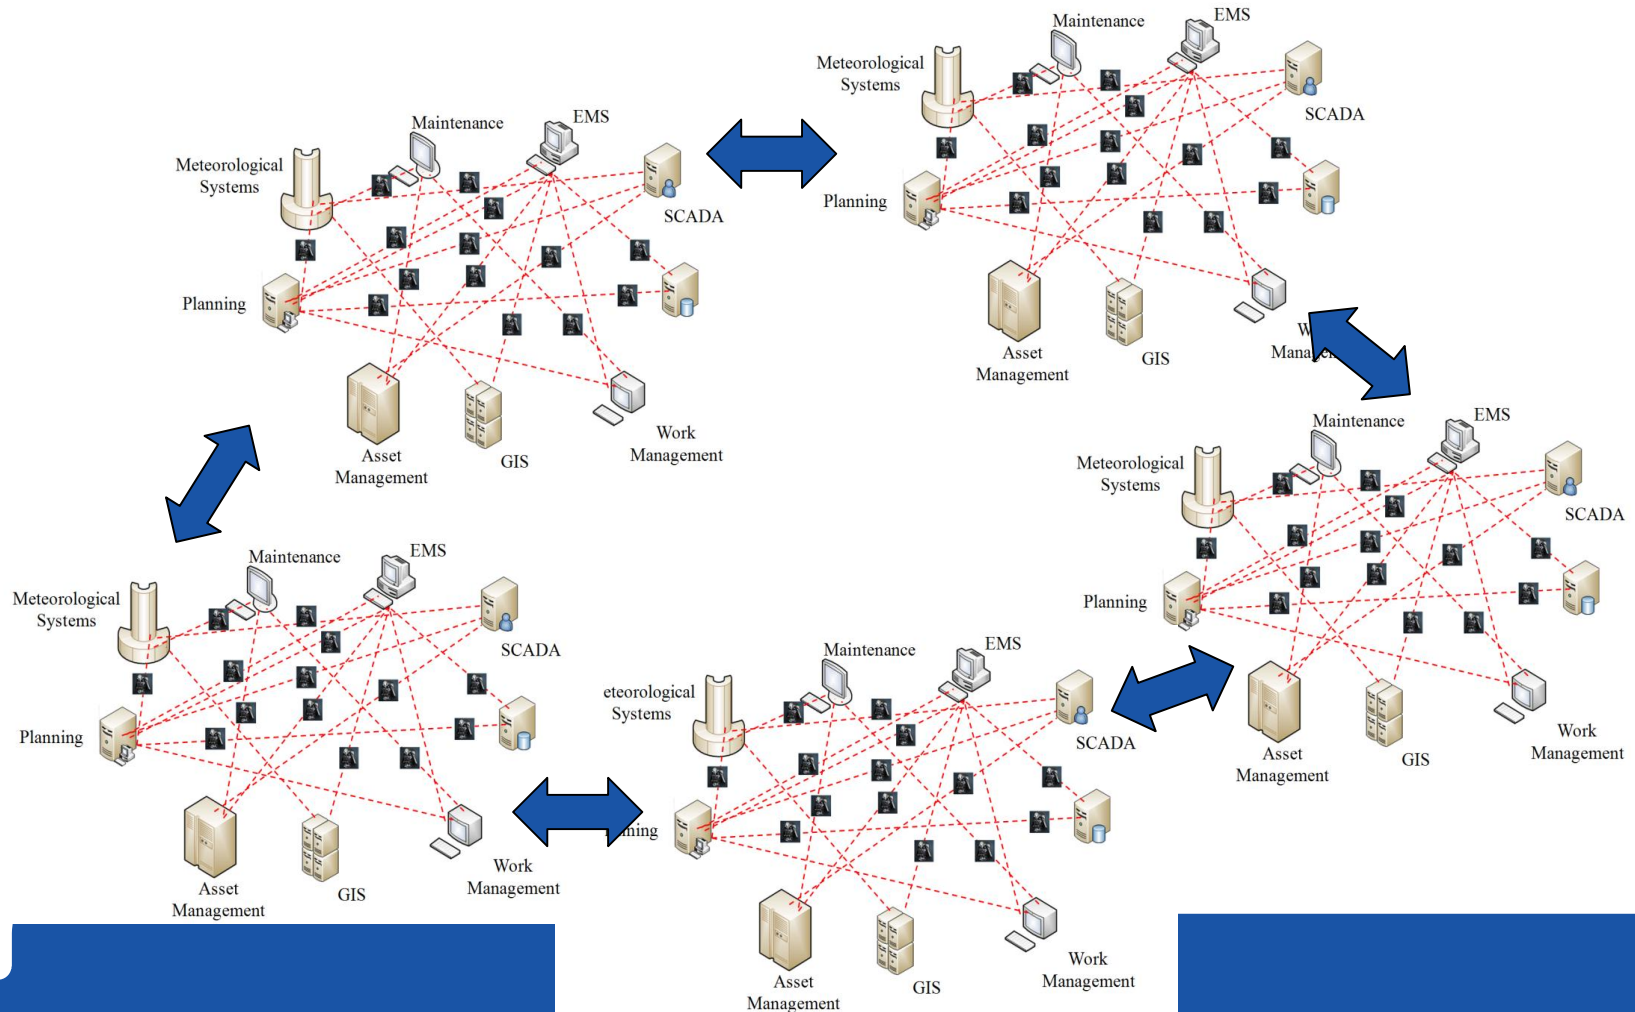 Maintenance
EMS
Meteorological
Systems
SCADA
Planning
Asset
Management
GIS
Work
Management
Maintenance
EMS
Meteorological
Systems
SCADA
Planning
Asset
Management
GIS
Maintenance
EMS
Meteorological
Systems
SCADA
Planning
Asset
Management
GIS
Work
Management
Maintenance
EMS
Meteorological
Systems
SCADA
Planning
Asset
Management
GIS
Work
Management
Maintenance
EMS
eteorological
Systems
SCADA
Asset
Management
GIS
Work
Management